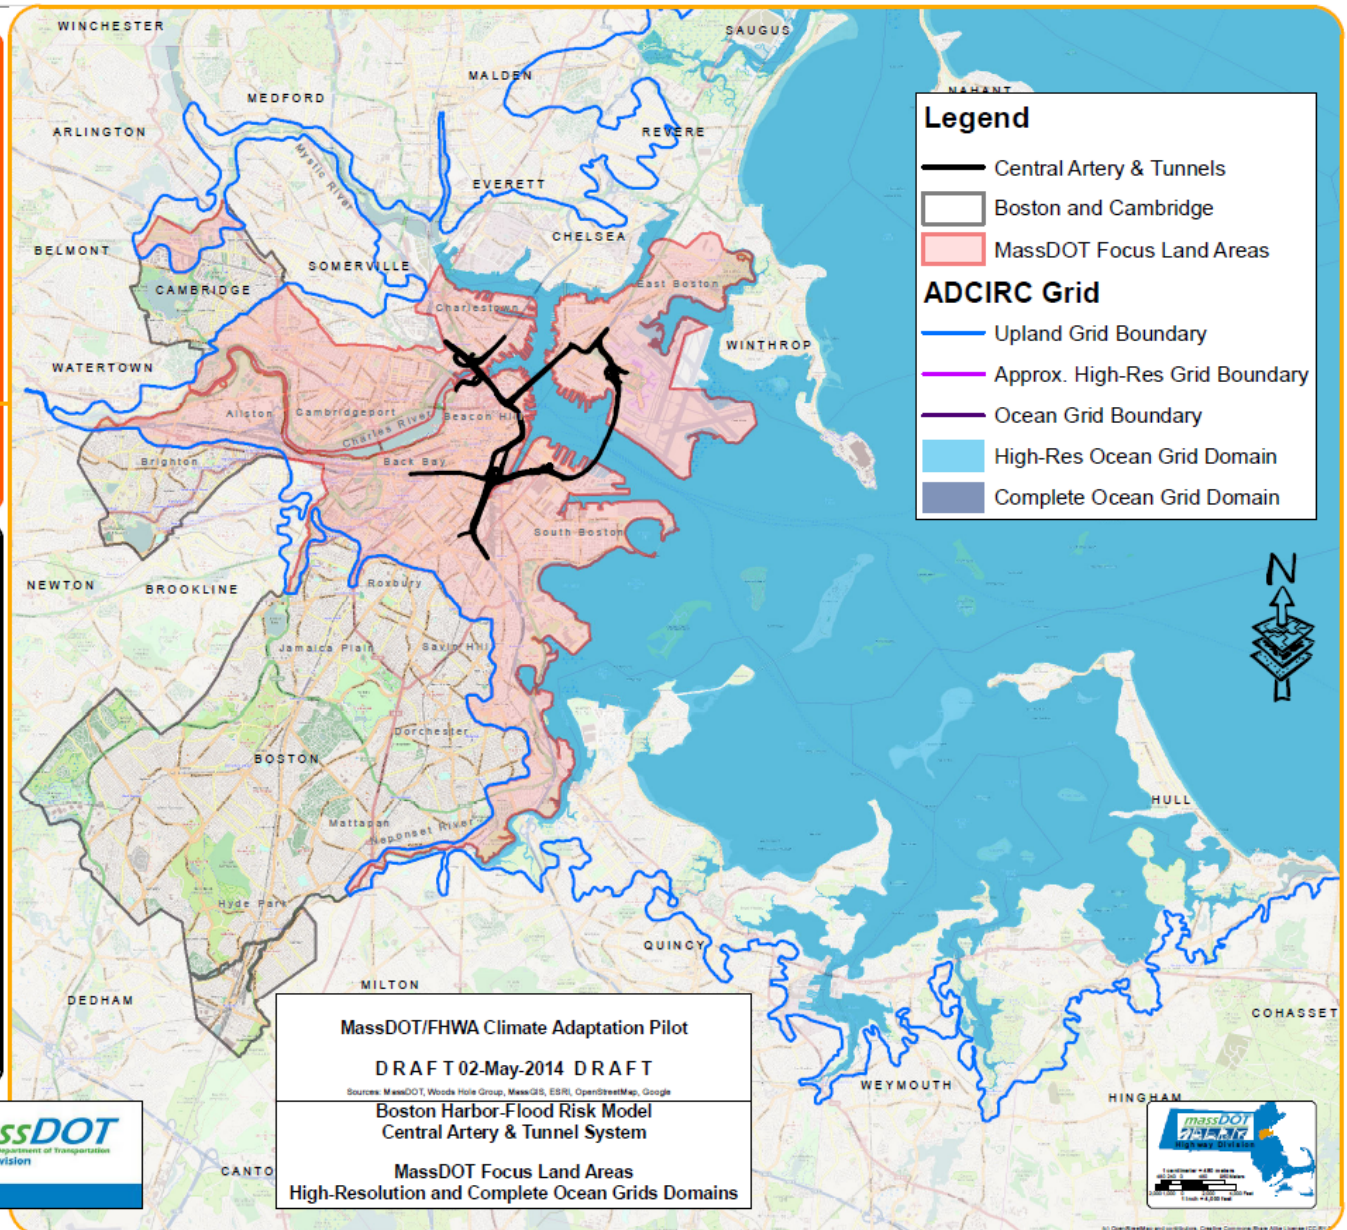 WINCHESTER
SAUGUS
MALDEN
NAHANT
MEDFORD
ARLINGTON
REVERE
Mystic River
EVERETT
CHELSEA
BELMONT
SOMERVILLE
CAMBRIDGE
East Boston
Charlestown
WINTHROP
WATERTOWN
Allston
Cambridgeport
Charles River
Beacon Hill
Brighton
Back Bay
South Boston
NEWTON
BROOKLINE
Roxbury
Jamaica Plain
Savin Hill
Dorchester
BOSTON
Mattapan
Neponset River
HULL
Hyde Park
QUINCY
MILTON
DEDHAM
COHASSET
WEYMOUTH
HINGHAM
CANTO
Legend
Central Artery & Tunnels
Boston and Cambridge
MassDOT Focus Land Areas
ADCIRC Grid
Upland Grid Boundary
Approx. High-Res Grid Boundary
Ocean Grid Boundary
High-Res Ocean Grid Domain
Complete Ocean Grid Domain
N
MassDOT/FHWA Climate Adaptation Pilot
D R A F T 02-May-2014 D R A F T
Sources: MassDOT, Woods Hole Group, MassGIS, ESRI, OpenStreetMap, Google
Boston Harbor-Flood Risk Model
Central Artery & Tunnel System
MassDOT Focus Land Areas
High-Resolution and Complete Ocean Grids Domains
ssDOT
epartment of Transportation
vision
massDOT
Highway Division